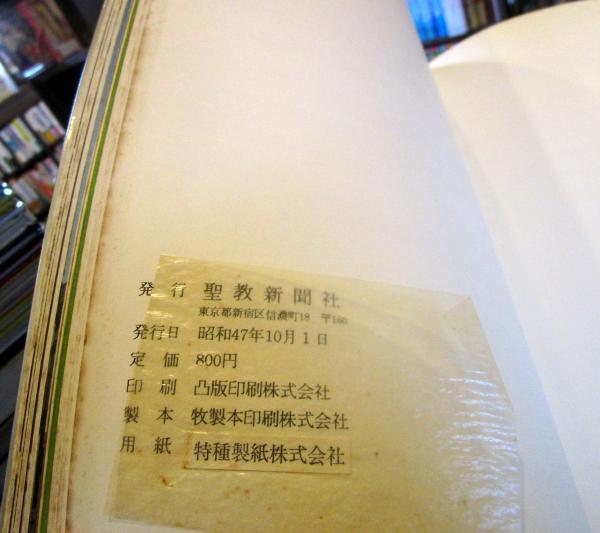 発行 聖教新聞社
東京都新宿区信濃町18 〒160
発行日 昭和47年10月1日
定価 800円
印刷 凸版印刷株式会社
製本 牧製本印刷株式会社
用紙 特種製紙株式会社